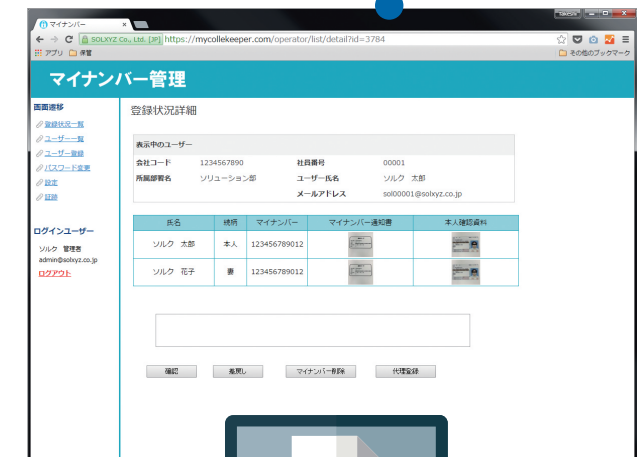 マイナンバー
SOLXYZ Co., Ltd. [JP] https://mycollekeeper.com/operator/list/detail?id=3784
アプリ 保管 その他のブックマーク
マイナンバー管理
画面遷移
登録状況一覧
ユーザー一覧
ユーザー登録
パスワード変更
設定
証跡
ログインユーザー
ソルク 管理者
admin@solxyz.co.jp
ログアウト
登録状況詳細
表示中のユーザー
会社コード 1234567890 社員番号 00001
所属部署名 ソリューション部 ユーザー氏名 ソルク 太郎
メールアドレス sol00001@solxyz.co.jp
氏名 続柄 マイナンバー マイナンバー通知書 本人確認資料
ソルク 太郎 本人 123456789012
ソルク 花子 妻 123456789012
確認 差戻し マイナンバー削除 代理登録